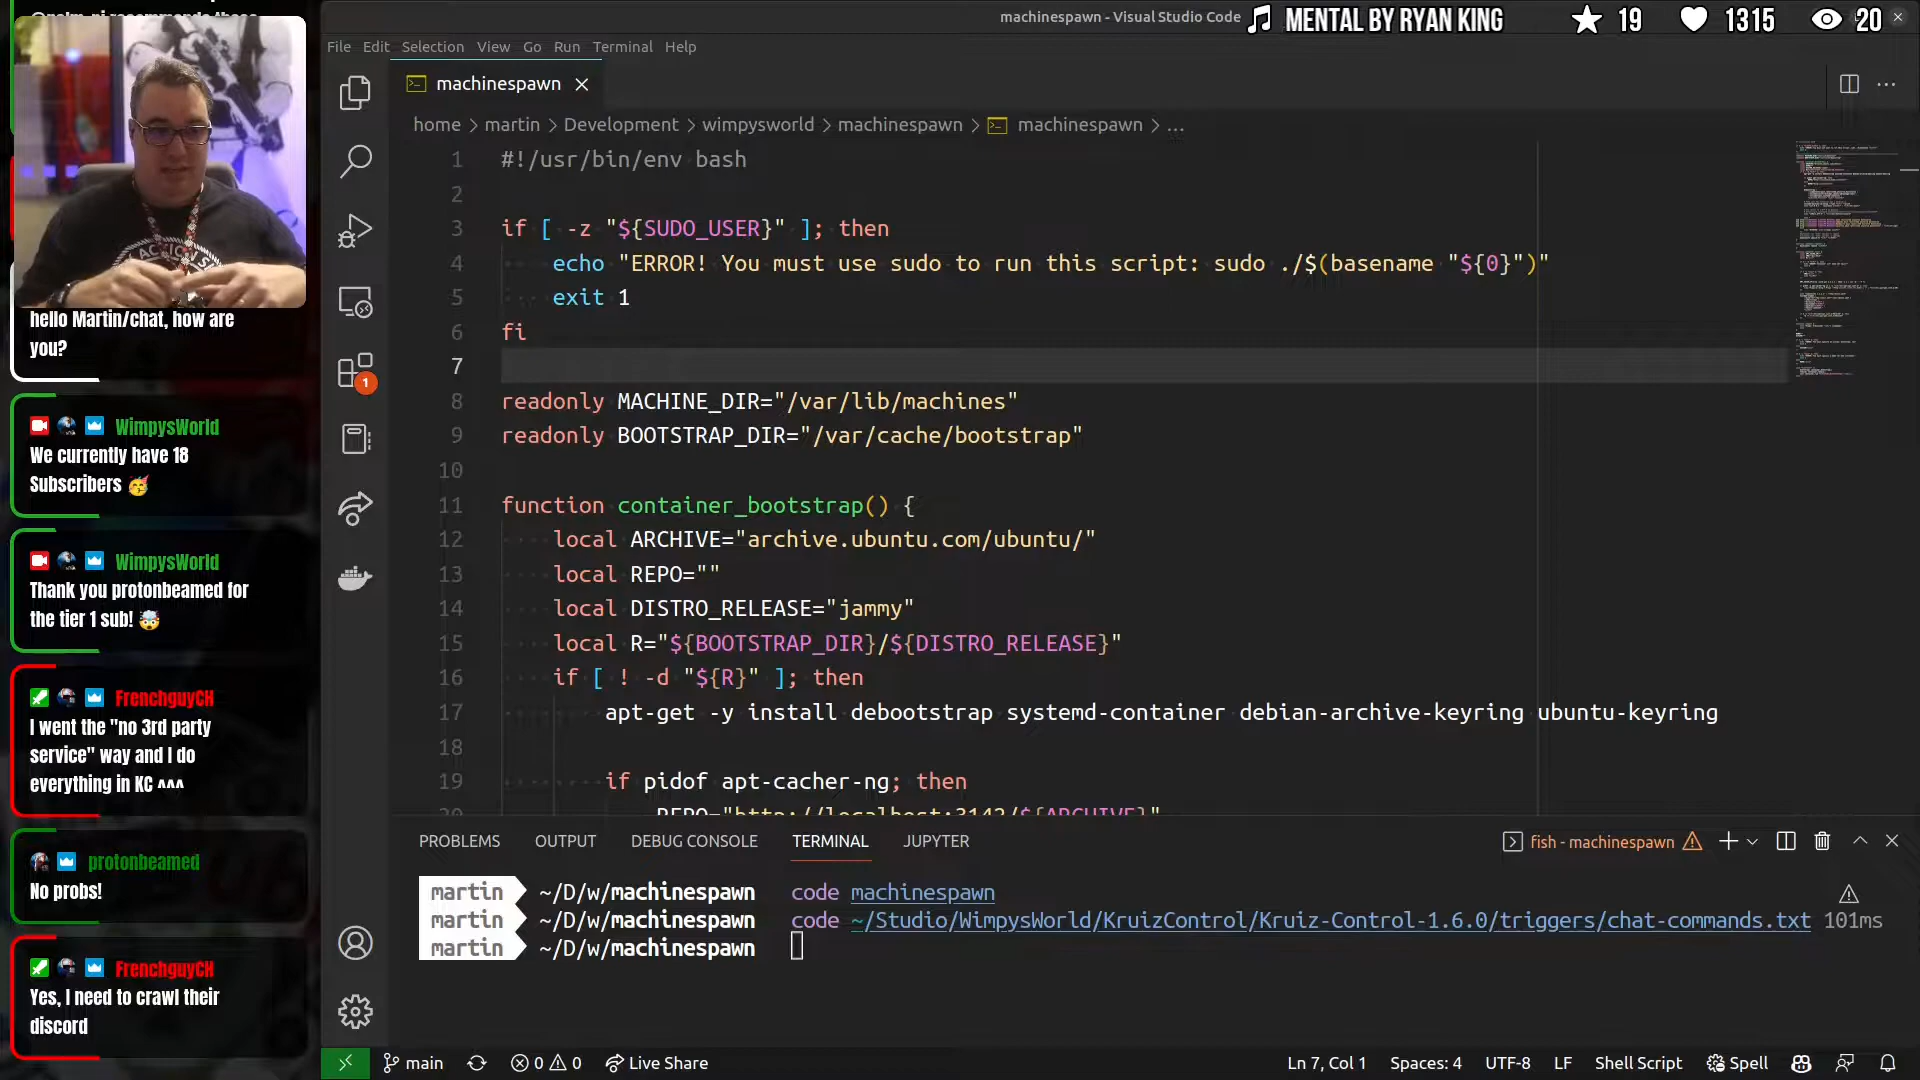 hello Martin/chat, how are
you?
WimpysWorld
We currently have 18
Subscribers 🥳
WimpysWorld
Thank you protonbeamed for
the tier 1 sub! 🤯
FrenchguyCH
I went the "no 3rd party
service" way and I do
everything in KC ^^^
protonbeamed
No probs!
FrenchguyCH
Yes, I need to crawl their
discord
machinespawn - Visual Studio Code
MENTAL BY RYAN KING
19
1315
20
File Edit Selection View Go Run Terminal Help
machinespawn
home > martin > Development > wimpysworld > machinespawn > machinespawn > ...
1
1 #!/usr/bin/env bash
2
3 if [ -z "${SUDO_USER}" ]; then
4 echo "ERROR! You must use sudo to run this script: sudo ./$(basename "${0}")"
5 exit 1
6 fi
7
8 readonly MACHINE_DIR="/var/lib/machines"
9 readonly BOOTSTRAP_DIR="/var/cache/bootstrap"
10
11 function container_bootstrap() {
12 local ARCHIVE="archive.ubuntu.com/ubuntu/"
13 local REPO=""
14 local DISTRO_RELEASE="jammy"
15 local R="${BOOTSTRAP_DIR}/${DISTRO_RELEASE}"
16 if [ ! -d "${R}" ]; then
17 apt-get -y install debootstrap systemd-container debian-archive-keyring ubuntu-keyring
18
19 if pidof apt-cacher-ng; then
20 REPO="http://localhost:3142/${ARCHIVE}"
PROBLEMS OUTPUT DEBUG CONSOLE TERMINAL JUPYTER
fish - machinespawn
martin ~/D/w/machinespawn code machinespawn
martin ~/D/w/machinespawn code ~/Studio/WimpysWorld/KruizControl/Kruiz-Control-1.6.0/triggers/chat-commands.txt 101ms
martin ~/D/w/machinespawn
main 0 0 Live Share
Ln 7, Col 1 Spaces: 4 UTF-8 LF Shell Script Spell